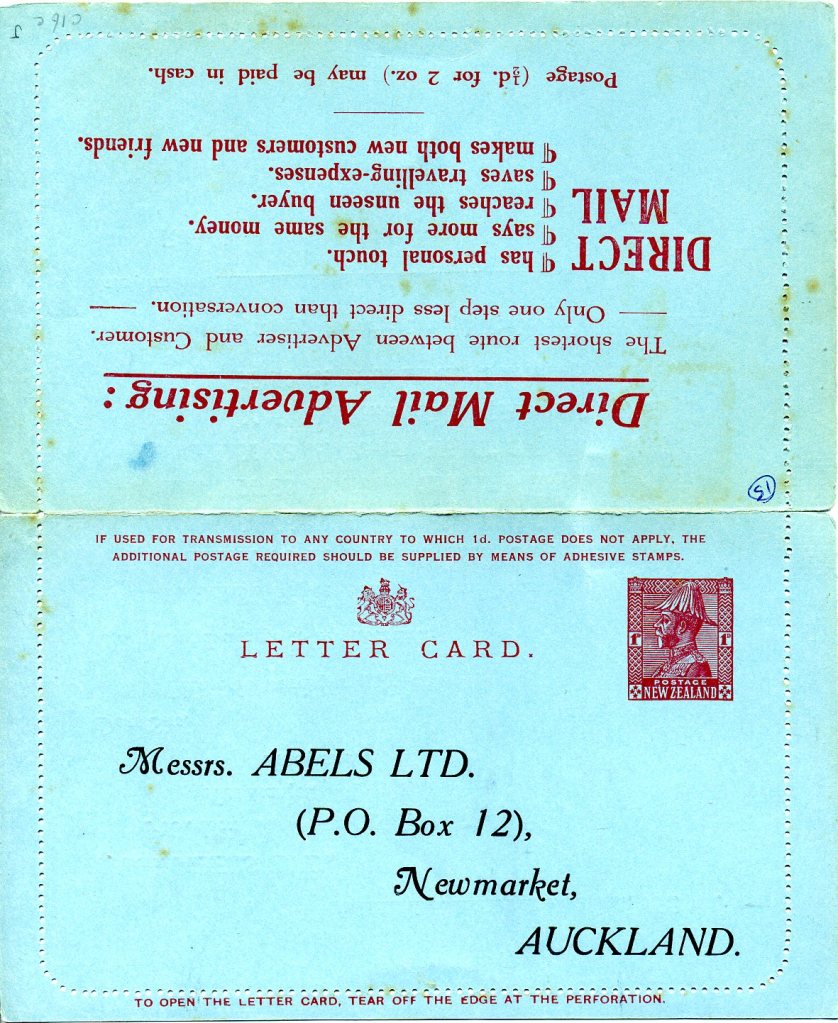 c16c
J
Postage (½d. for 2 oz.) may be paid in cash.
¶ makes both new customers and new friends.
¶ saves travelling-expenses.
¶ reaches the unseen buyer.
¶ says more for the same money.
¶ has personal touch.
DIRECT
MAIL
Only one step less direct than conversation.
The shortest route between Advertiser and Customer.
Direct Mail Advertising:
15
IF USED FOR TRANSMISSION TO ANY COUNTRY TO WHICH 1d. POSTAGE DOES NOT APPLY, THE
ADDITIONAL POSTAGE REQUIRED SHOULD BE SUPPLIED BY MEANS OF ADHESIVE STAMPS.
LETTER CARD.
1D 1D
POSTAGE
NEW ZEALAND
Messrs. ABELS LTD.
(P.O. Box 12),
Newmarket,
AUCKLAND.
TO OPEN THE LETTER CARD, TEAR OFF THE EDGE AT THE PERFORATION.